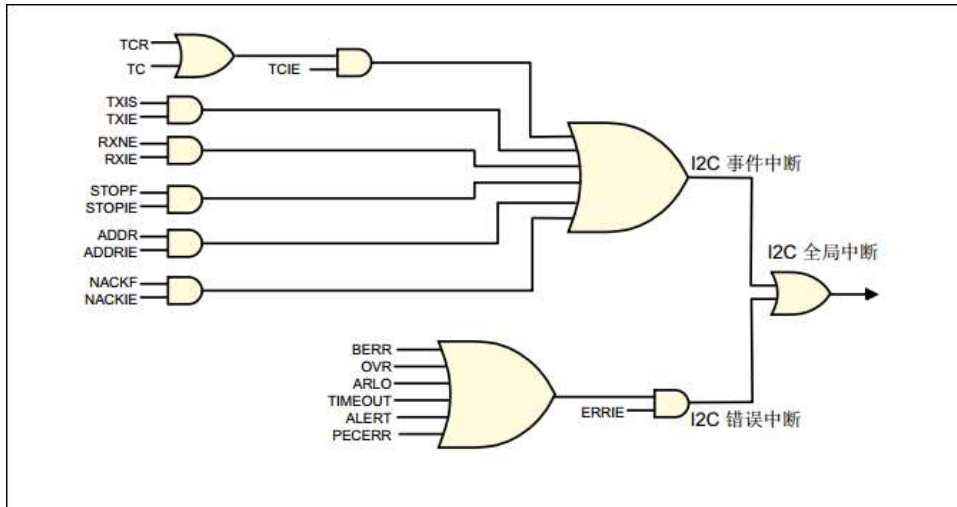 TCR
TC
TCIE
TXIS
TXIE
RXNE
RXIE
STOPF
STOPIE
ADDR
ADDRIE
NACKF
NACKIE
I2C 事件中断
I2C 全局中断
BERR
OVR
ARLO
TIMEOUT
ALERT
PECERR
ERRIE
I2C 错误中断